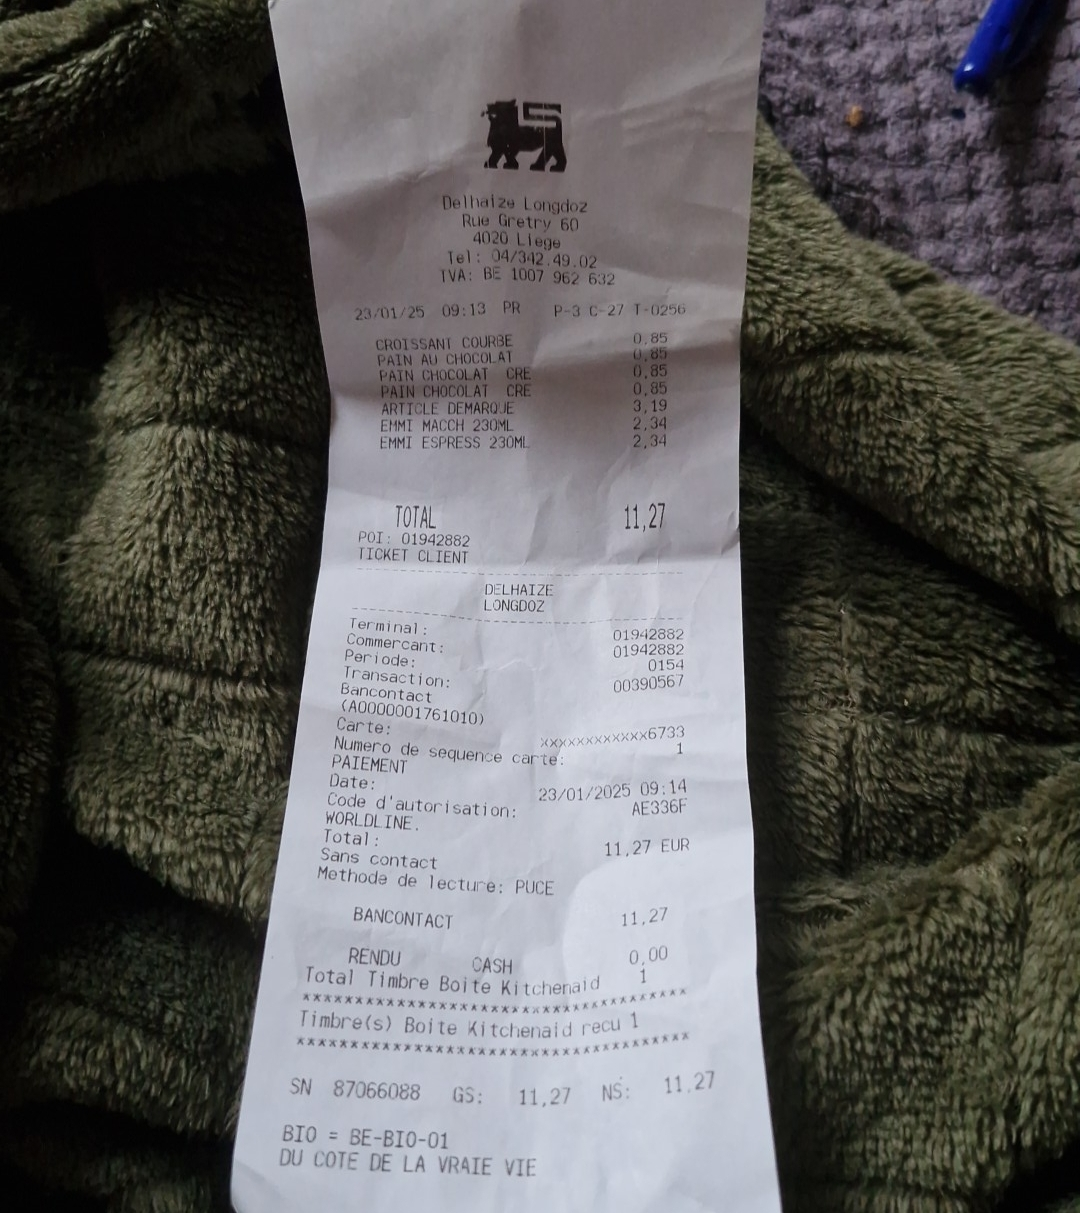 Delhaize Longdoz
Rue Gretry 60
4020 Liege
Tel: 04/342.49.02
TVA: BE 1007 962 632
23/01/25 09:13 PR P-3 C-27 T-0256
CROISSANT COURBE 0,85
PAIN AU CHOCOLAT 0,85
PAIN CHOCOLAT CRE 0,85
PAIN CHOCOLAT CRE 0,85
ARTICLE DEMARQUE 3,19
EMMI MACCH 230ML 2,34
EMMI ESPRESS 230ML 2,34
TOTAL 11,27
POI: 01942882
TICKET CLIENT
DELHAIZE
LONGDOZ
Terminal: 01942882
Commercant: 01942882
Periode: 0154
Transaction: 00390567
Bancontact
(A0000001761010)
Carte: xxxxxxxxxxxx6733
Numero de sequence carte: 1
PAIEMENT
Date: 23/01/2025 09:14
Code d'autorisation: AE336F
WORLDLINE.
Total: 11,27 EUR
Sans contact
Methode de lecture: PUCE
BANCONTACT 11,27
RENDU CASH 0,00
Total Timbre Boite Kitchenaid 1
****************************************
Timbre(s) Boite Kitchenaid recu 1
****************************************
SN 87066088 GS: 11,27 NS: 11.27
BIO = BE-BIO-01
DU COTE DE LA VRAIE VIE